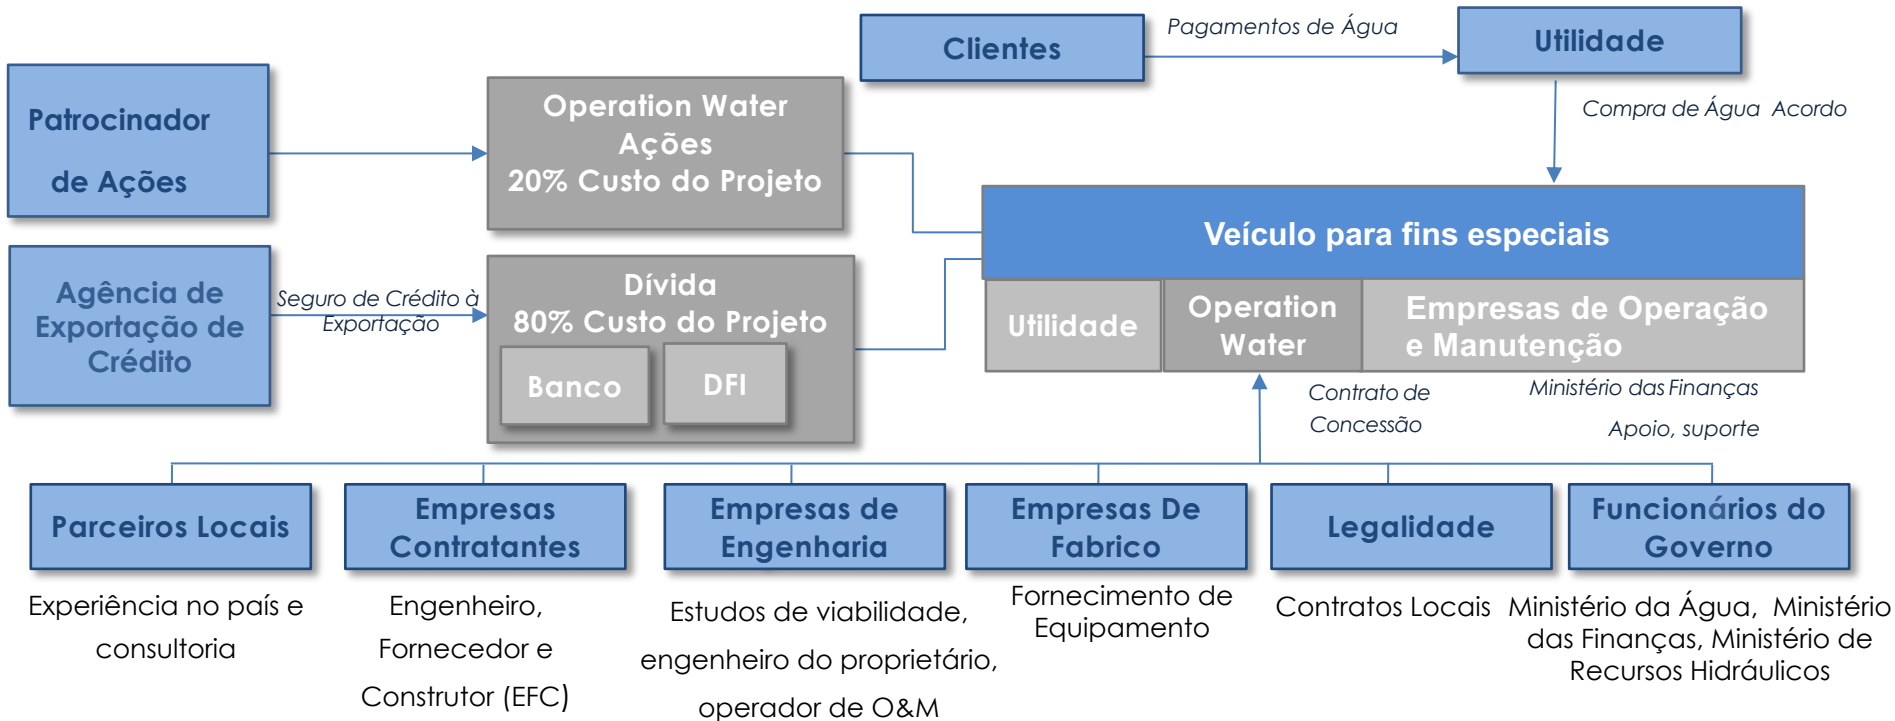 Clientes
Pagamentos de Água
Utilidade
Compra de Água Acordo
Patrocinador
de Ações
Operation Water
Ações
20% Custo do Projeto
Agência de
Exportação de
Crédito
Seguro de Crédito à
Exportação
Dívida
80% Custo do Projeto
Banco
DFI
Veículo para fins especiais
Utilidade
Operation
Water
Empresas de Operação
e Manutenção
Contrato de
Concessão
Ministério das Finanças
Apoio, suporte
Parceiros Locais
Experiência no país e
consultoria
Empresas
Contratantes
Engenheiro,
Fornecedor e
Construtor (EFC)
Empresas de
Engenharia
Estudos de viabilidade,
engenheiro do proprietário,
operador de O&M
Empresas De
Fabrico
Fornecimento de
Equipamento
Legalidade
Contratos Locais
Funcionários do
Governo
Ministério da Água, Ministério
das Finanças, Ministério de
Recursos Hidráulicos